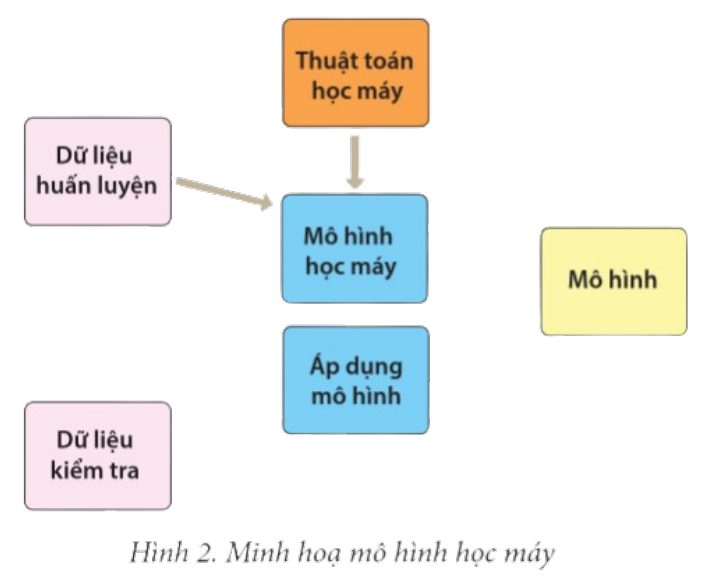 Thuật toán
học máy
Dữ liệu
huấn luyện
Mô hình
học máy
Mô hình
Áp dụng
mô hình
Dữ liệu
kiểm tra
Hình 2. Minh hoạ mô hình học máy